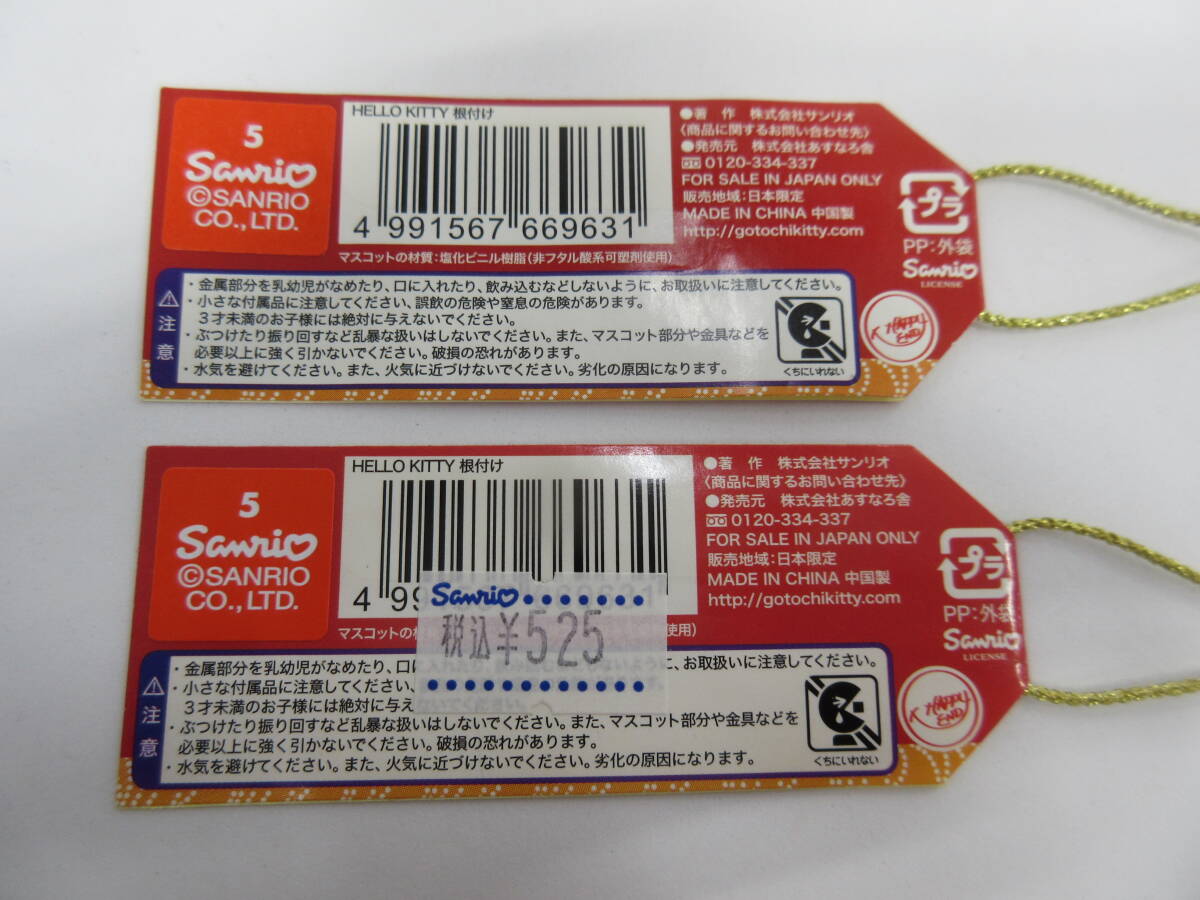 5
Sanrio
©SANRIO
CO., LTD.
HELLO KITTY 根付け
4 991567 669631
マスコットの材質：塩化ビニル樹脂（非フタル酸系可塑剤使用）
●著 作 株式会社サンリオ
〈商品に関するお問い合わせ先〉
●発売元 株式会社あすなろ舎
0120-334-337
FOR SALE IN JAPAN ONLY
販売地域：日本限定
MADE IN CHINA 中国製
http://gotochikitty.com
プラ
PP：外袋
Sanrio
LICENSE
HAPPY
END
注意
・金属部分を乳幼児がなめたり、口に入れたり、飲み込むなどしないように、お取扱いに注意してください。
・小さな付属品に注意してください、誤飲の危険や窒息の危険があります。
3才未満のお子様には絶対に与えないでください。
・ぶつけたり振り回すなど乱暴な扱いはしないでください。また、マスコット部分や金具などを
必要以上に強く引かないでください。破損の恐れがあります。
・水気を避けてください。また、火気に近づけないでください。劣化の原因になります。
くちにいれない
5
Sanrio
©SANRIO
CO., LTD.
HELLO KITTY 根付け
4 99
マスコットの材
使用）
Sanrio
税込¥525
●著 作 株式会社サンリオ
〈商品に関するお問い合わせ先〉
●発売元 株式会社あすなろ舎
0120-334-337
FOR SALE IN JAPAN ONLY
販売地域：日本限定
MADE IN CHINA 中国製
http://gotochikitty.com
プラ
PP：外袋
Sanrio
LICENSE
HAPPY
END
注意
・金属部分を乳幼児がなめたり、口に入れたり、 ないように、お取扱いに注意してください。
・小さな付属品に注意してください、
3才未満のお子様には絶対に与え
・ぶつけたり振り回すなど乱暴な扱いはしないでください。また、マスコット部分や金具などを
必要以上に強く引かないでください。破損の恐れがあります。
・水気を避けてください。また、火気に近づけないでください。劣化の原因になります。
くちにいれない